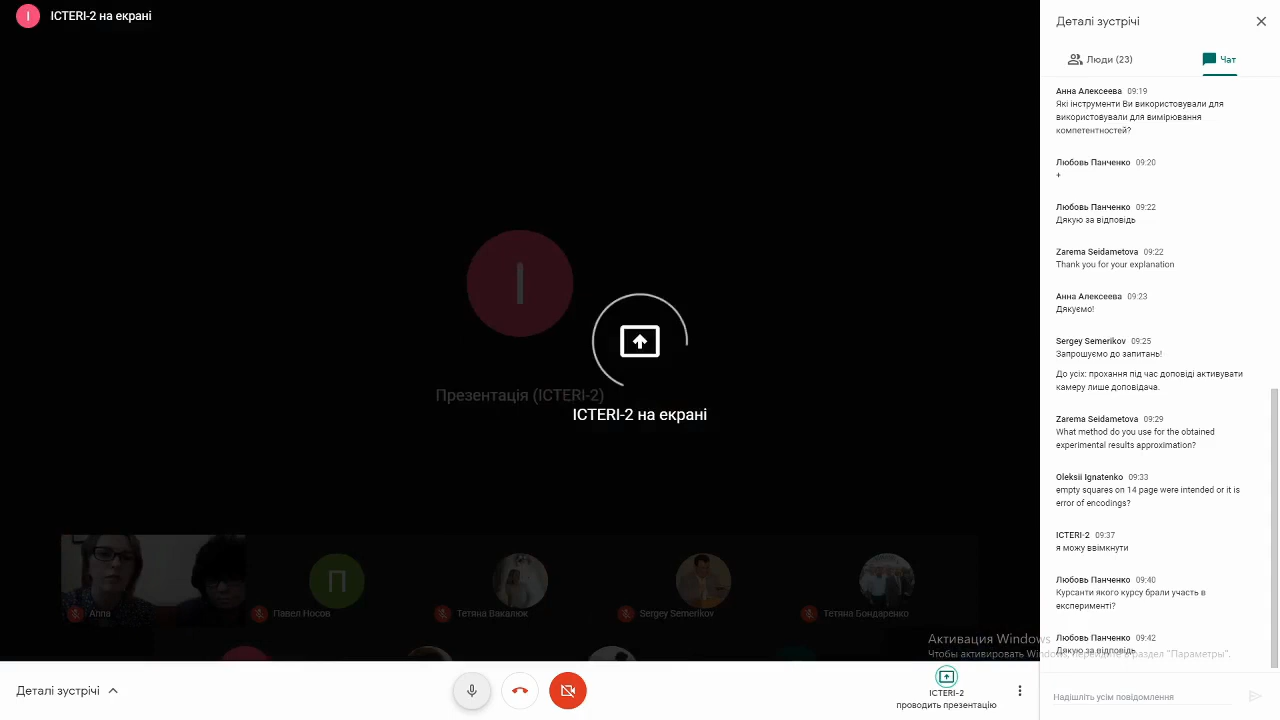 I
ICTERI-2 на екрані
I
Презентація (ICTERI-2)
ICTERI-2 на екрані
Anna
П
Павел Носов
Тетяна Вакалюк
Sergey Semerikov
Тетяна Бондаренко
Деталі зустрічі
ICTERI-2
проводить презентацію
Активация Windows
Чтобы активировать Windows, перейдите в раздел "Параметры".
Деталі зустрічі
Люди (23)
Чат
Анна Алексеева 09:19
Які інструменти Ви використовували для
використовували для вимірювання
компетентностей?
Любовь Панченко 09:20
+
Любовь Панченко 09:22
Дякую за відповідь
Zarema Seidametova 09:22
Thank you for your explanation
Анна Алексеева 09:23
Дякуємо!
Sergey Semerikov 09:25
Запрошуємо до запитань!
До усіх: прохання під час доповіді активувати
камеру лише доповідача.
Zarema Seidametova 09:29
What method do you use for the obtained
experimental results approximation?
Oleksii Ignatenko 09:33
empty squares on 14 page were intended or it is
error of encodings?
ICTERI-2 09:37
я можу ввімкнути
Любовь Панченко 09:40
Курсанти якого курсу брали участь в
експерименті?
Любовь Панченко 09:42
Дякую за відповідь
Надішліть усім повідомлення